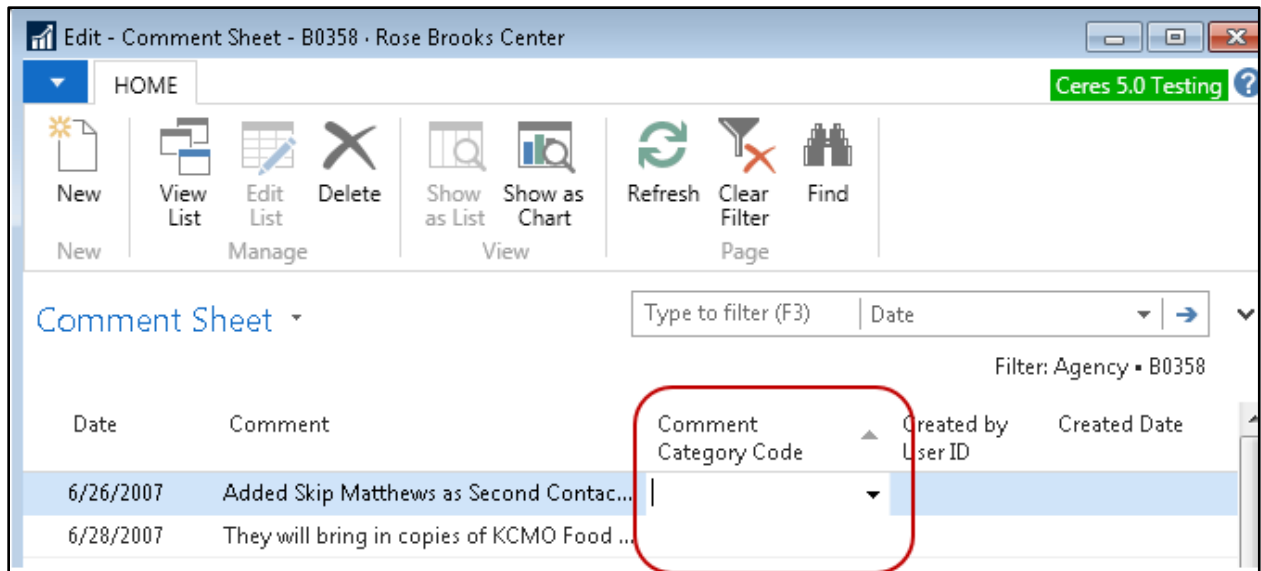 Edit - Comment Sheet - B0358 · Rose Brooks Center
HOME
Ceres 5.0 Testing ?
New View List Edit List Delete Show as List Show as Chart Refresh Clear Filter Find
New Manage View Page
Comment Sheet
Type to filter (F3) Date
Filter: Agency ▪ B0358
Date Comment Comment Category Code Created by User ID Created Date
6/26/2007 Added Skip Matthews as Second Contac...
6/28/2007 They will bring in copies of KCMO Food ...